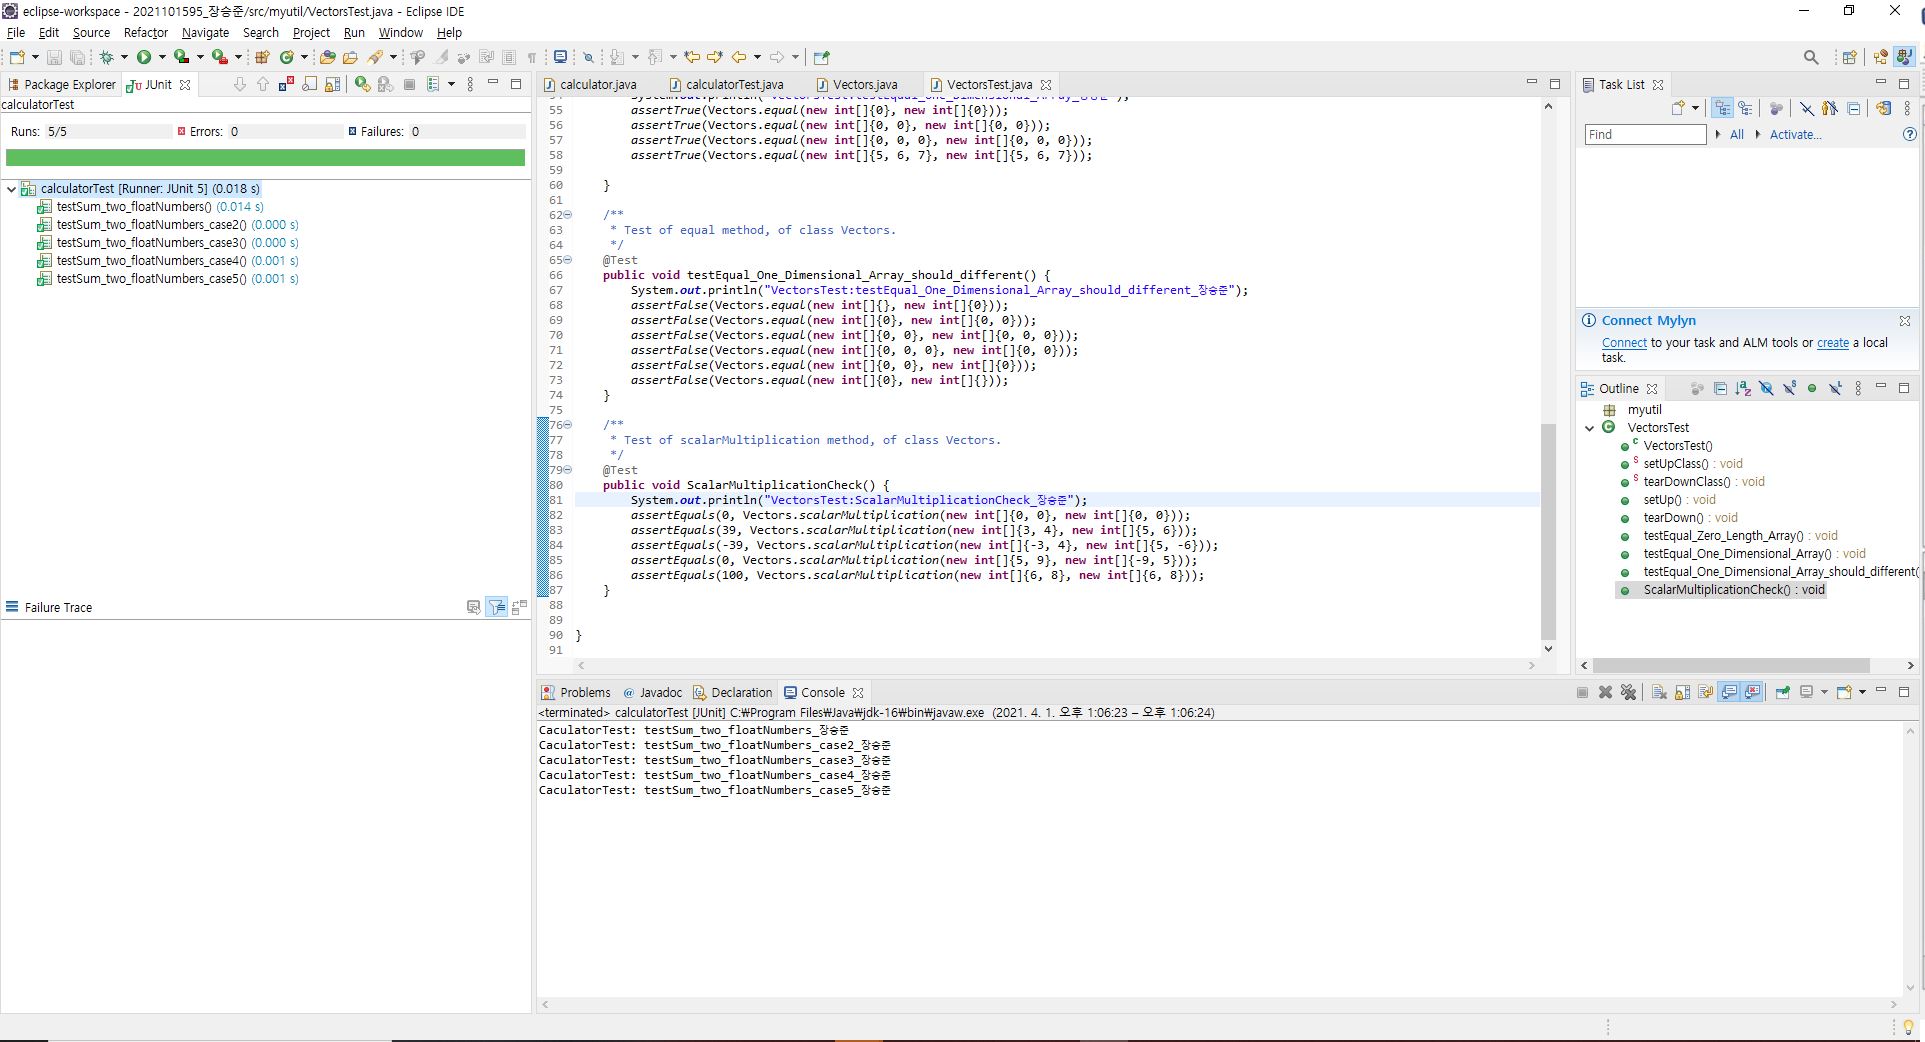 eclipse-workspace - 2021101595_장승준/src/myutil/VectorsTest.java - Eclipse IDE
File Edit Source Refactor Navigate Search Project Run Window Help
Package Explorer JUnit
calculatorTest
Runs: 5/5 Errors: 0 Failures: 0
calculatorTest [Runner: JUnit 5] (0.018 s)
testSum_two_floatNumbers() (0.014 s)
testSum_two_floatNumbers_case2() (0.000 s)
testSum_two_floatNumbers_case3() (0.000 s)
testSum_two_floatNumbers_case4() (0.001 s)
testSum_two_floatNumbers_case5() (0.001 s)
Failure Trace
calculator.java calculatorTest.java Vectors.java VectorsTest.java
55 assertTrue(Vectors.equal(new int[]{0}, new int[]{0}));
56 assertTrue(Vectors.equal(new int[]{0, 0}, new int[]{0, 0}));
57 assertTrue(Vectors.equal(new int[]{0, 0, 0}, new int[]{0, 0, 0}));
58 assertTrue(Vectors.equal(new int[]{5, 6, 7}, new int[]{5, 6, 7}));
59
60 }
61
62 /**
63 * Test of equal method, of class Vectors.
64 */
65 @Test
66 public void testEqual_One_Dimensional_Array_should_different() {
67 System.out.println("VectorsTest:testEqual_One_Dimensional_Array_should_different_장승준");
68 assertFalse(Vectors.equal(new int[]{}, new int[]{0}));
69 assertFalse(Vectors.equal(new int[]{0}, new int[]{0, 0}));
70 assertFalse(Vectors.equal(new int[]{0, 0}, new int[]{0, 0, 0}));
71 assertFalse(Vectors.equal(new int[]{0, 0, 0}, new int[]{0, 0}));
72 assertFalse(Vectors.equal(new int[]{0, 0}, new int[]{0}));
73 assertFalse(Vectors.equal(new int[]{0}, new int[]{}));
74 }
75
76 /**
77 * Test of scalarMultiplication method, of class Vectors.
78 */
79 @Test
80 public void ScalarMultiplicationCheck() {
81 System.out.println("VectorsTest:ScalarMultiplicationCheck_장승준");
82 assertEquals(0, Vectors.scalarMultiplication(new int[]{0, 0}, new int[]{0, 0}));
83 assertEquals(39, Vectors.scalarMultiplication(new int[]{3, 4}, new int[]{5, 6}));
84 assertEquals(-39, Vectors.scalarMultiplication(new int[]{-3, 4}, new int[]{5, -6}));
85 assertEquals(0, Vectors.scalarMultiplication(new int[]{5, 9}, new int[]{-9, 5}));
86 assertEquals(100, Vectors.scalarMultiplication(new int[]{6, 8}, new int[]{6, 8}));
87 }
88
89
90 }
91
Problems Javadoc Declaration Console
<terminated> calculatorTest [JUnit] C:₩Program Files₩Java₩jdk-16₩bin₩javaw.exe (2021. 4. 1. 오후 1:06:23 – 오후 1:06:24)
CaculatorTest: testSum_two_floatNumbers_장승준
CaculatorTest: testSum_two_floatNumbers_case2_장승준
CaculatorTest: testSum_two_floatNumbers_case3_장승준
CaculatorTest: testSum_two_floatNumbers_case4_장승준
CaculatorTest: testSum_two_floatNumbers_case5_장승준
Task List
Find All Activate...
Connect Mylyn
Connect to your task and ALM tools or create a local
task.
Outline
myutil
VectorsTest
VectorsTest()
setUpClass() : void
tearDownClass() : void
setUp() : void
tearDown() : void
testEqual_Zero_Length_Array() : void
testEqual_One_Dimensional_Array() : void
testEqual_One_Dimensional_Array_should_different(
ScalarMultiplicationCheck() : void